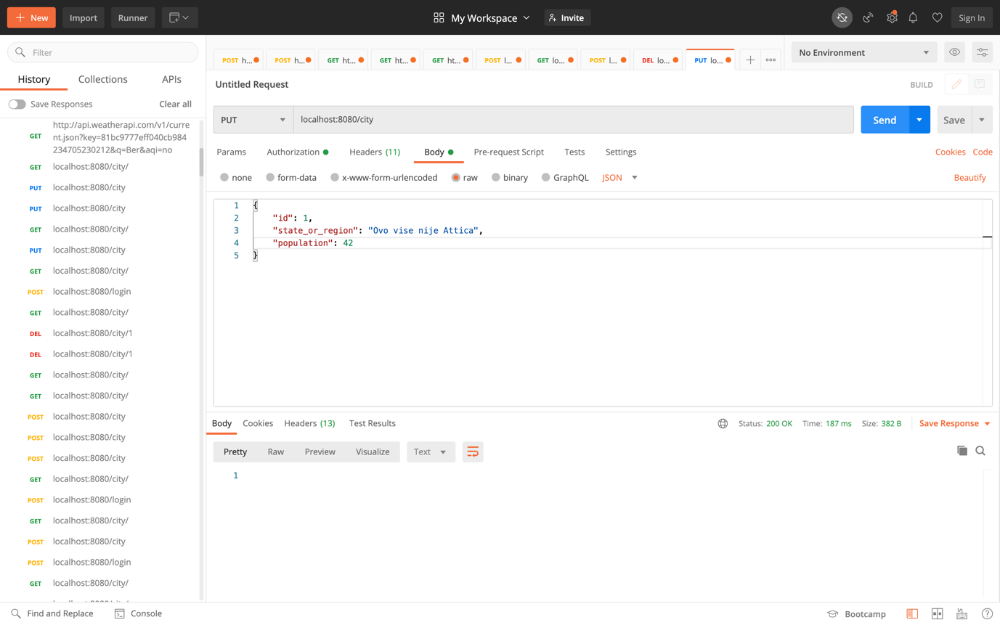 New
Import
Runner
My Workspace
Invite
Sign In
Filter
History
Collections
APIs
Save Responses
Clear all
GET
http://api.weatherapi.com/v1/curre
nt.json?key=81bc9777eff040cb984
234705230212&q=Ber&aqi=no
GET localhost:8080/city/
PUT localhost:8080/city
PUT localhost:8080/city
GET localhost:8080/city/
PUT localhost:8080/city
GET localhost:8080/city/
POST localhost:8080/login
GET localhost:8080/city/
DEL localhost:8080/city/1
DEL localhost:8080/city/1
GET localhost:8080/city/
GET localhost:8080/city/
POST localhost:8080/city
POST localhost:8080/city
POST localhost:8080/city
GET localhost:8080/city/
POST localhost:8080/login
GET localhost:8080/city/
POST localhost:8080/city
POST localhost:8080/login
GET localhost:8080/city/
POST h...
POST h...
GET ht...
GET ht...
GET ht...
POST l...
GET lo...
POST l...
DEL lo...
PUT lo...
No Environment
Untitled Request
BUILD
PUT
localhost:8080/city
Send
Save
Params
Authorization
Headers (11)
Body
Pre-request Script
Tests
Settings
Cookies
Code
none
form-data
x-www-form-urlencoded
raw
binary
GraphQL
JSON
Beautify
1 {
2 "id": 1,
3 "state_or_region": "Ovo vise nije Attica",
4 "population": 42
5 }
Body
Cookies
Headers (13)
Test Results
Status: 200 OK
Time: 187 ms
Size: 382 B
Save Response
Pretty
Raw
Preview
Visualize
Text
1
Find and Replace
Console
Bootcamp